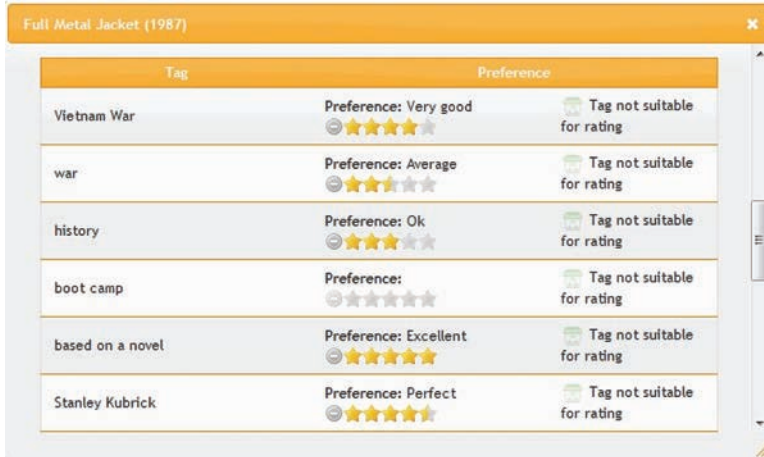 Full Metal Jacket (1987)
Tag Preference
Vietnam War Preference: Very good Tag not suitable
for rating
war Preference: Average Tag not suitable
for rating
history Preference: Ok Tag not suitable
for rating
boot camp Preference: Tag not suitable
for rating
based on a novel Preference: Excellent Tag not suitable
for rating
Stanley Kubrick Preference: Perfect Tag not suitable
for rating